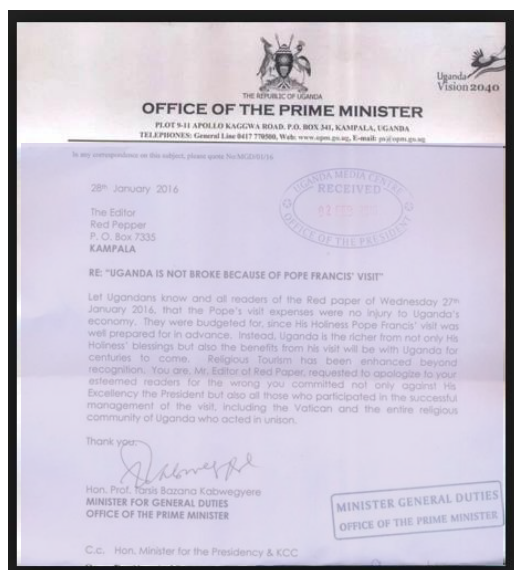 THE REPUBLIC OF UGANDA
Uganda
Vision 2040
OFFICE OF THE PRIME MINISTER
PLOT 9-11 APOLLO KAGGWA ROAD. P.O. BOX 341, KAMPALA, UGANDA
TELEPHONES: General Line 0417 770500, Web: www.opm.go.ug, E-mail: ps@opm.go.ug
In any correspondence on this subject, please quote No:MGD/01/16
28th January 2016
UGANDA MEDIA CENTRE
RECEIVED
02 FEB
OFFICE OF THE PRESIDENT
The Editor
Red Pepper
P. O. Box 7335
KAMPALA
RE: "UGANDA IS NOT BROKE BECAUSE OF POPE FRANCIS' VISIT"
Let Ugandans know and all readers of the Red paper of Wednesday 27th
January 2016, that the Pope's visit expenses were no injury to Uganda's
economy. They were budgeted for, since His Holiness Pope Francis' visit was
well prepared for in advance. Instead, Uganda is the richer from not only His
Holiness' blessings but also the benefits from his visit will be with Uganda for
centuries to come. Religious Tourism has been enhanced beyond
recognition. You are, Mr. Editor of Red Paper, requested to apologize to your
esteemed readers for the wrong you committed not only against His
Excellency the President but also all those who participated in the successful
management of the visit, including the Vatican and the entire religious
community of Uganda who acted in unison.
Thank you.
Hon. Prof. Tarsis Bazana Kabwegyere
MINISTER FOR GENERAL DUTIES
OFFICE OF THE PRIME MINISTER
MINISTER GENERAL DUTIES
OFFICE OF THE PRIME MINISTER
C.c. Hon. Minister for the Presidency & KCC